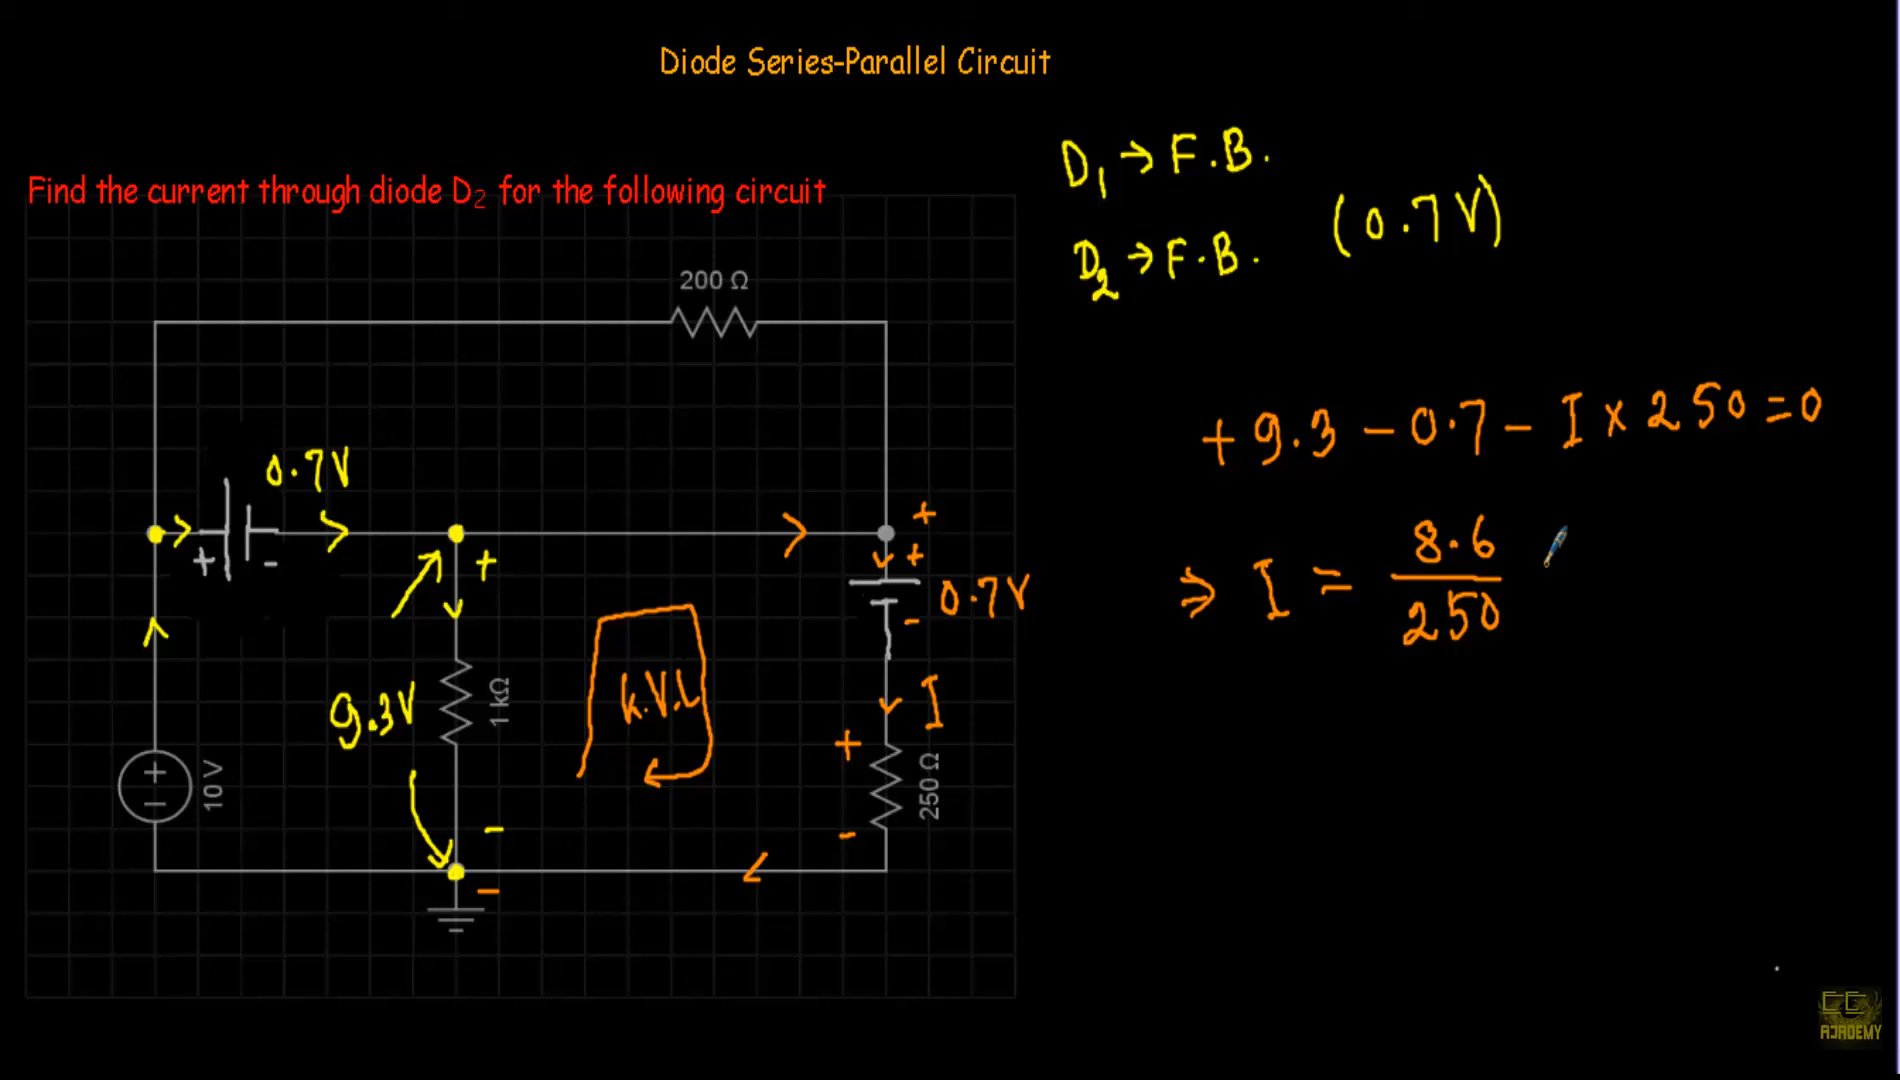 Diode Series-Parallel Circuit
D₁ → F.B.
Find the current through diode D₂ for the following circuit
(0.7V)
D₂ → F.B.
200 Ω
+ 9.3 - 0.7 - I × 250 = 0
0.7V
+
+ -
+
+
0.7V
-
⇒ I = 8.6/250
K.V.L
I
1 kΩ
9.3V
+
-
10 V
+
-
250 Ω
-
-
EE
ACADEMY